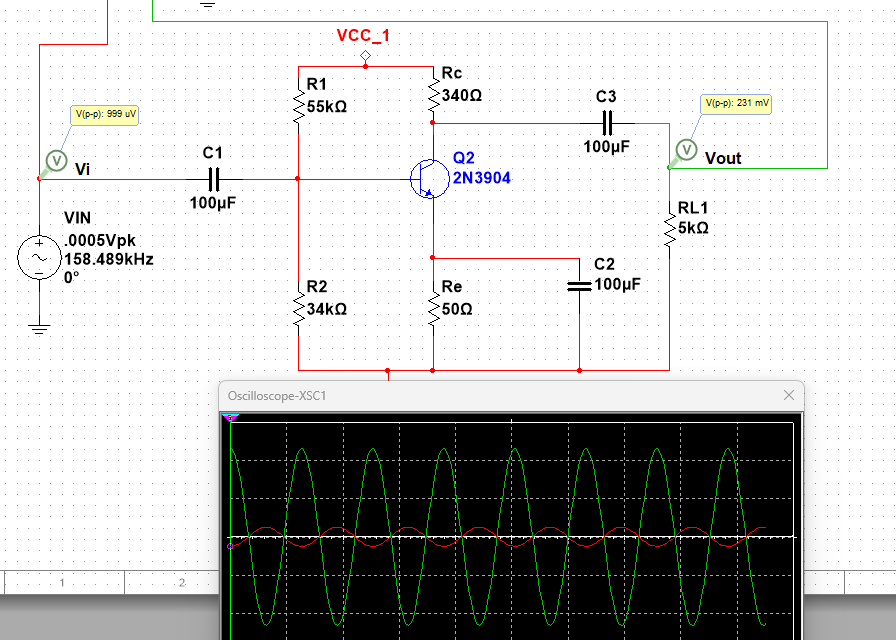 VCC_1
R1
55kΩ
Rc
340Ω
C3
100µF
V(p-p): 999 uV
V(p-p): 231 mV
V
Vi
C1
100µF
Q2
2N3904
V
Vout
VIN
.0005Vpk
158.489kHz
0°
RL1
5kΩ
R2
34kΩ
Re
50Ω
C2
100µF
Oscilloscope-XSC1
1
2